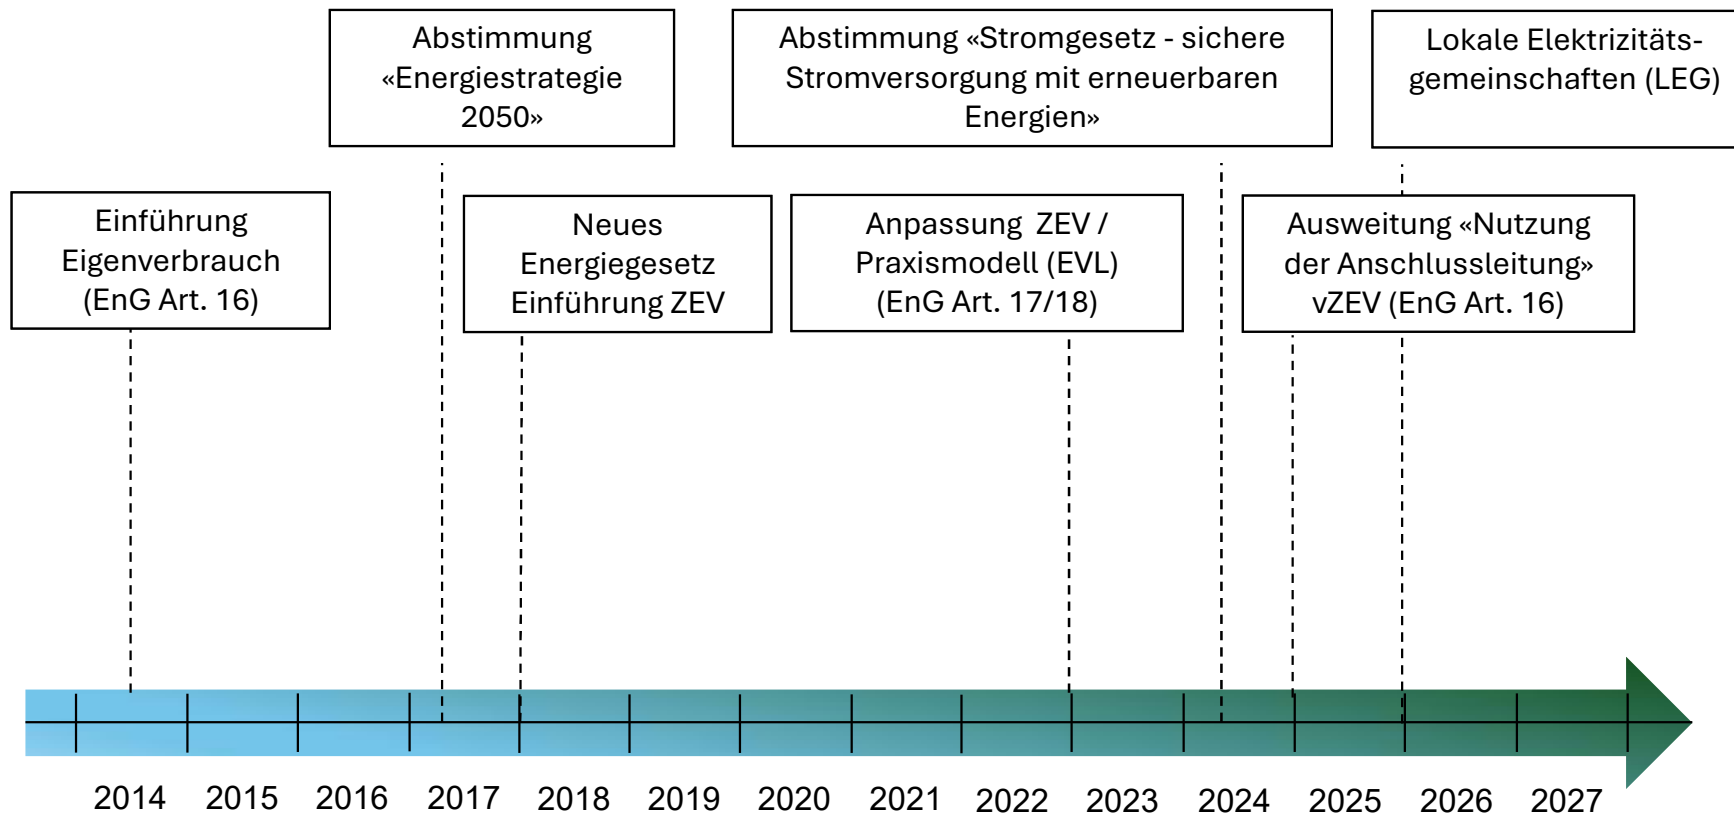 Abstimmung
«Energiestrategie
2050»
Abstimmung «Stromgesetz - sichere
Stromversorgung mit erneuerbaren
Energien»
Lokale Elektrizitäts-
gemeinschaften (LEG)
Einführung
Eigenverbrauch
(EnG Art. 16)
Neues
Energiegesetz
Einführung ZEV
Anpassung  ZEV /
Praxismodell (EVL)
(EnG Art. 17/18)
Ausweitung «Nutzung
der Anschlussleitung»
vZEV (EnG Art. 16)
2014 2015 2016 2017 2018 2019 2020 2021 2022 2023 2024 2025 2026 2027